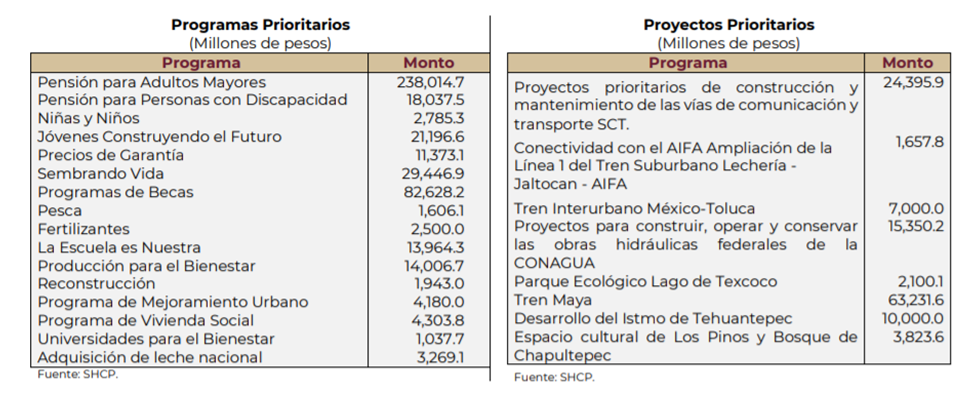 Programas Prioritarios
(Millones de pesos)
Programa Monto
Pensión para Adultos Mayores 238,014.7
Pensión para Personas con Discapacidad 18,037.5
Niñas y Niños 2,785.3
Jóvenes Construyendo el Futuro 21,196.6
Precios de Garantía 11,373.1
Sembrando Vida 29,446.9
Programas de Becas 82,628.2
Pesca 1,606.1
Fertilizantes 2,500.0
La Escuela es Nuestra 13,964.3
Producción para el Bienestar 14,006.7
Reconstrucción 1,943.0
Programa de Mejoramiento Urbano 4,180.0
Programa de Vivienda Social 4,303.8
Universidades para el Bienestar 1,037.7
Adquisición de leche nacional 3,269.1
Fuente: SHCP.
Proyectos Prioritarios
(Millones de pesos)
Programa Monto
Proyectos prioritarios de construcción y 24,395.9
mantenimiento de las vías de comunicación y
transporte SCT.
Conectividad con el AIFA Ampliación de la 1,657.8
Línea 1 del Tren Suburbano Lechería -
Jaltocan - AIFA
Tren Interurbano México-Toluca 7,000.0
Proyectos para construir, operar y conservar 15,350.2
las obras hidráulicas federales de la
CONAGUA
Parque Ecológico Lago de Texcoco 2,100.1
Tren Maya 63,231.6
Desarrollo del Istmo de Tehuantepec 10,000.0
Espacio cultural de Los Pinos y Bosque de 3,823.6
Chapultepec
Fuente: SHCP.